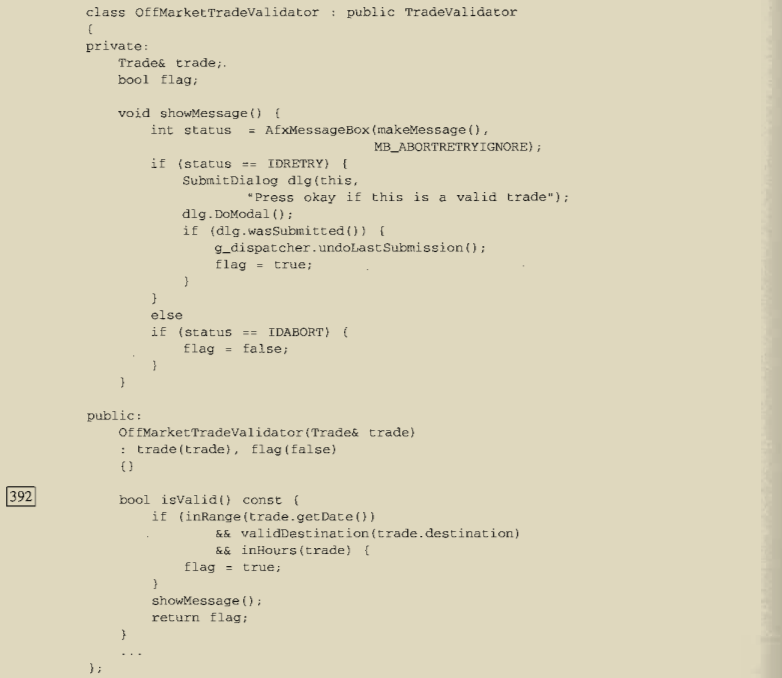 class OffMarketTradeValidator : public TradeValidator
{
private:
    Trade& trade;.
    bool flag;

    void showMessage() {
        int status  = AfxMessageBox(makeMessage(),
                                   MB_ABORTRETRYIGNORE);
        if (status == IDRETRY) {
            SubmitDialog dlg(this,
                    "Press okay if this is a valid trade");
            dlg.DoModal();
            if (dlg.wasSubmitted()) {
                g_dispatcher.undoLastSubmission();
                flag = true;
            }
        }
        else
        if (status == IDABORT) {
            flag = false;
        }
    }

public:
    OffMarketTradeValidator(Trade& trade)
    : trade(trade), flag(false)
    {}

392
    bool isValid() const {
        if (inRange(trade.getDate())
                && validDestination(trade.destination)
                && inHours(trade) {
            flag = true;
        }
        showMessage();
        return flag;
    }
    ...
};